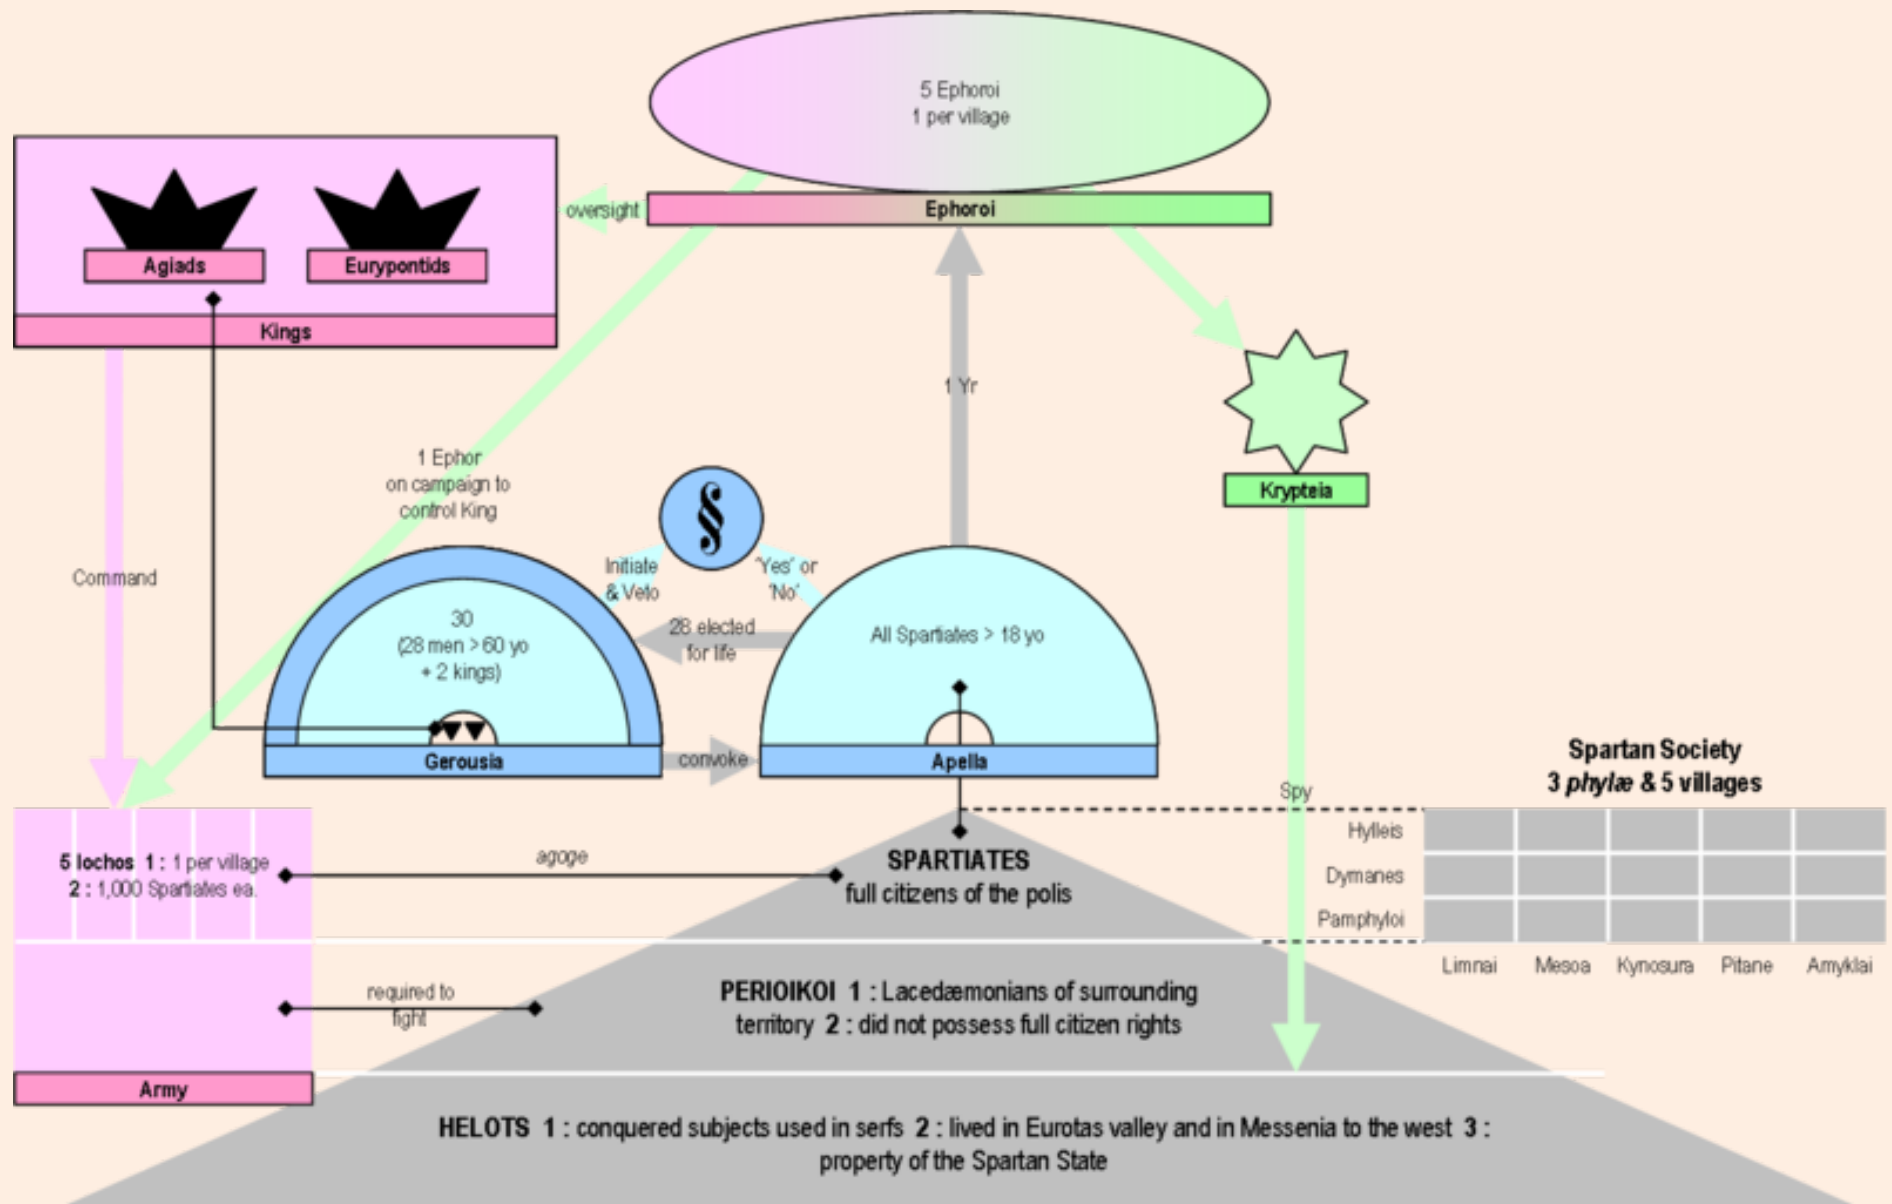 5 Ephoroi
1 per village
Ephoroi
oversight
Agiads
Eurypontids
Kings
1 Yr
Krypteia
1 Ephor
on campaign to
control King
Command
§
Initiate
& Veto
'Yes' or
'No'
30
(28 men > 60 yo
+ 2 kings)
28 elected
for life
All Spartiates > 18 yo
Gerousia
convoke
Apella
Spy
Spartan Society
3 phylæ & 5 villages
Hylleis
Dymanes
Pamphyloi
Limnai
Mesoa
Kynosura
Pitane
Amyklai
5 lochos 1 : 1 per village
2 : 1,000 Spartiates ea.
agoge
SPARTIATES
full citizens of the polis
required to
fight
PERIOIKOI 1 : Lacedæmonians of surrounding
territory 2 : did not possess full citizen rights
Army
HELOTS 1 : conquered subjects used in serfs 2 : lived in Eurotas valley and in Messenia to the west 3 :
property of the Spartan State